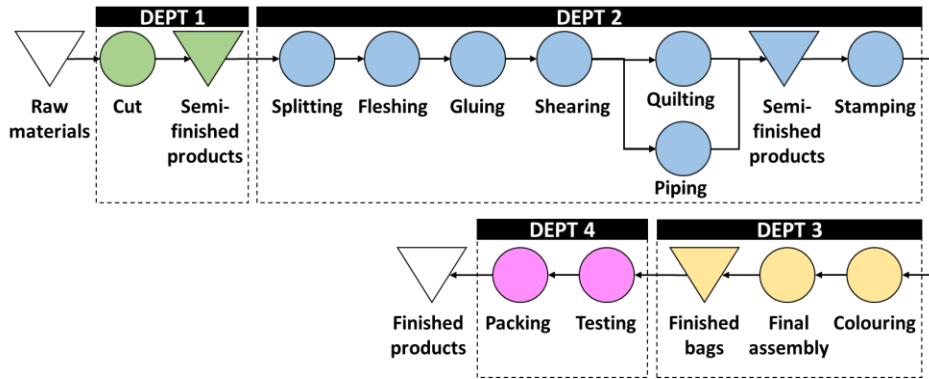 DEPT 1
DEPT 2
Raw
materials
Cut
Semi-
finished
products
Splitting
Fleshing
Gluing
Shearing
Quilting
Piping
Semi-
finished
products
Stamping
DEPT 4
DEPT 3
Finished
products
Packing
Testing
Finished
bags
Final
assembly
Colouring